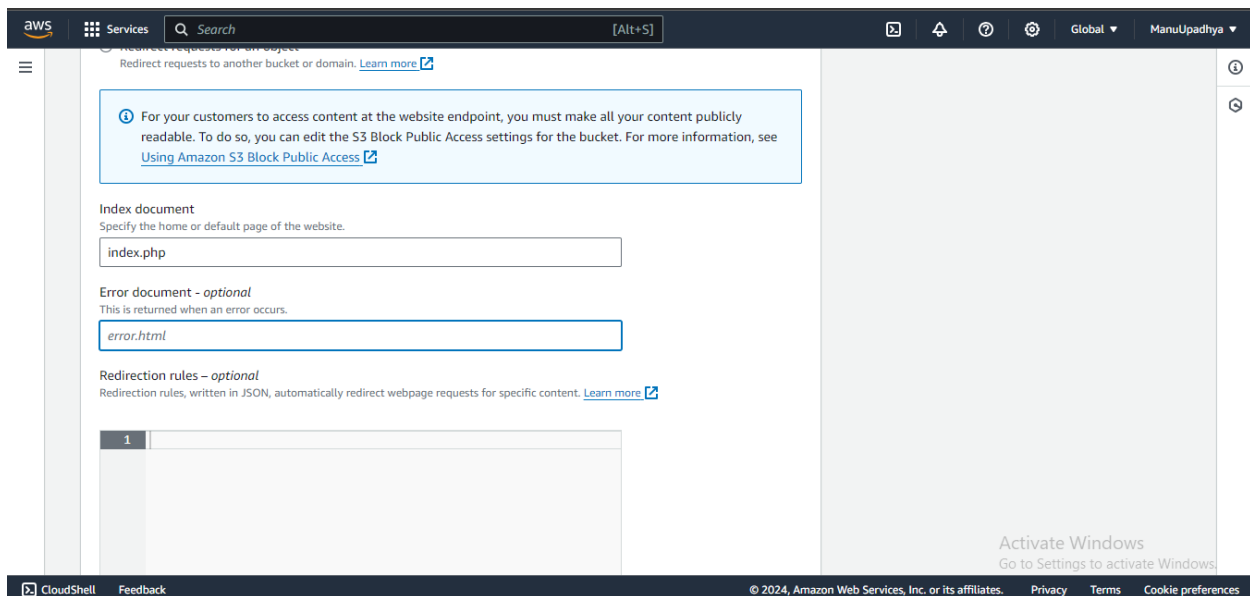 aws
Services
Search
[Alt+S]
Global
ManuUpadhya
Redirect requests for an object
Redirect requests to another bucket or domain. Learn more
For your customers to access content at the website endpoint, you must make all your content publicly
readable. To do so, you can edit the S3 Block Public Access settings for the bucket. For more information, see
Using Amazon S3 Block Public Access
Index document
Specify the home or default page of the website.
index.php
Error document - optional
This is returned when an error occurs.
error.html
Redirection rules – optional
Redirection rules, written in JSON, automatically redirect webpage requests for specific content. Learn more
1
Activate Windows
Go to Settings to activate Windows.
CloudShell
Feedback
© 2024, Amazon Web Services, Inc. or its affiliates.
Privacy
Terms
Cookie preferences